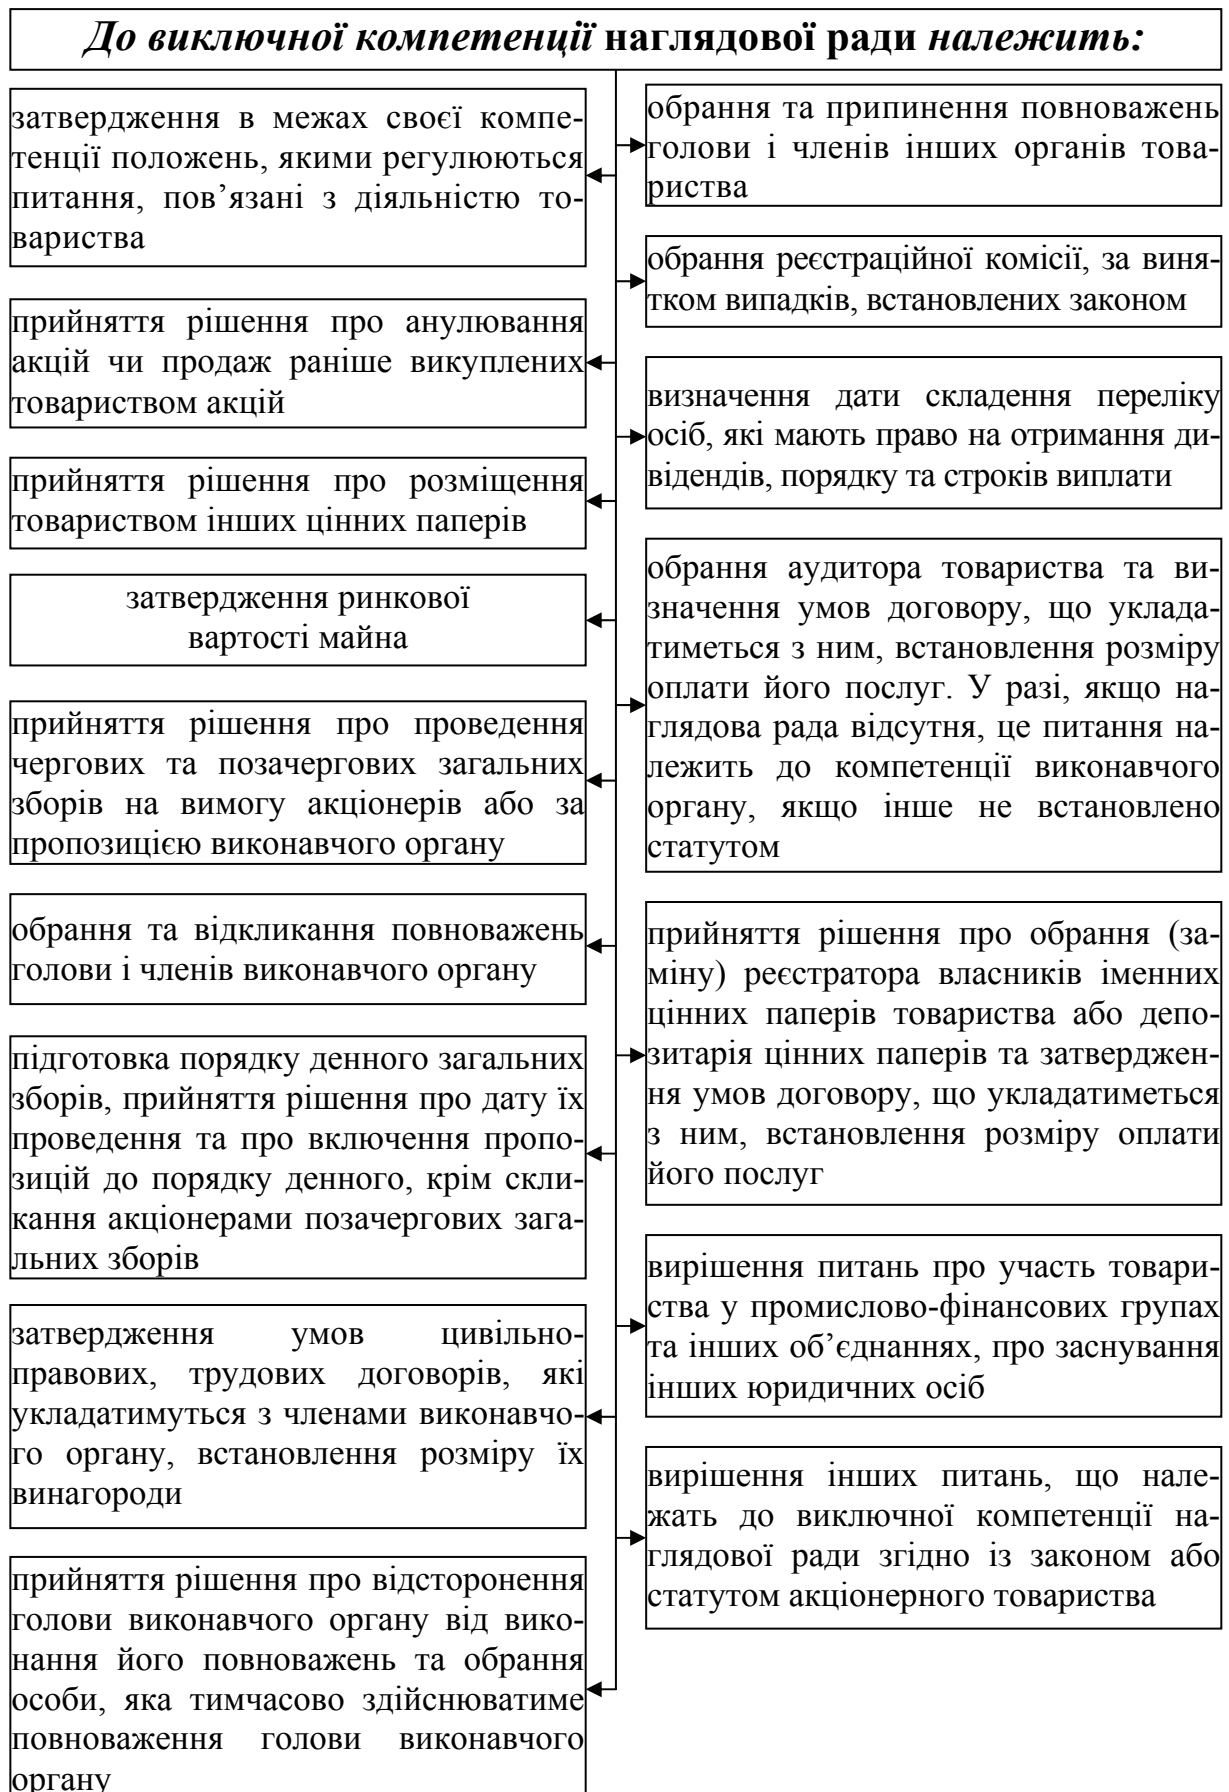 До виключної компетенції наглядової ради належить:
затвердження в межах своєї компе-
тенції положень, якими регулюються
питання, пов’язані з діяльністю то-
вариства
прийняття рішення про анулювання
акцій чи продаж раніше викуплених
товариством акцій
прийняття рішення про розміщення
товариством інших цінних паперів
затвердження ринкової
вартості майна
прийняття рішення про проведення
чергових та позачергових загальних
зборів на вимогу акціонерів або за
пропозицією виконавчого органу
обрання та відкликання повноважень
голови і членів виконавчого органу
підготовка порядку денного загальних
зборів, прийняття рішення про дату їх
проведення та про включення пропо-
зицій до порядку денного, крім скли-
кання акціонерами позачергових зага-
льних зборів
затвердження умов цивільно-
правових, трудових договорів, які
укладатимуться з членами виконавчо-
го органу, встановлення розміру їх
винагороди
прийняття рішення про відсторонення
голови виконавчого органу від вико-
нання його повноважень та обрання
особи, яка тимчасово здійснюватиме
повноваження голови виконавчого
органу
обрання та припинення повноважень
голови і членів інших органів това-
риства
обрання реєстраційної комісії, за виня-
тком випадків, встановлених законом
визначення дати складення переліку
осіб, які мають право на отримання ди-
відендів, порядку та строків виплати
обрання аудитора товариства та ви-
значення умов договору, що уклада-
тиметься з ним, встановлення розміру
оплати його послуг. У разі, якщо на-
глядова рада відсутня, це питання на-
лежить до компетенції виконавчого
органу, якщо інше не встановлено
статутом
прийняття рішення про обрання (за-
міну) реєстратора власників іменних
цінних паперів товариства або депо-
зитарія цінних паперів та затверджен-
ня умов договору, що укладатиметься
з ним, встановлення розміру оплати
його послуг
вирішення питань про участь товари-
ства у промислово-фінансових групах
та інших об’єднаннях, про заснування
інших юридичних осіб
вирішення інших питань, що нале-
жать до виключної компетенції на-
глядової ради згідно із законом або
статутом акціонерного товариства